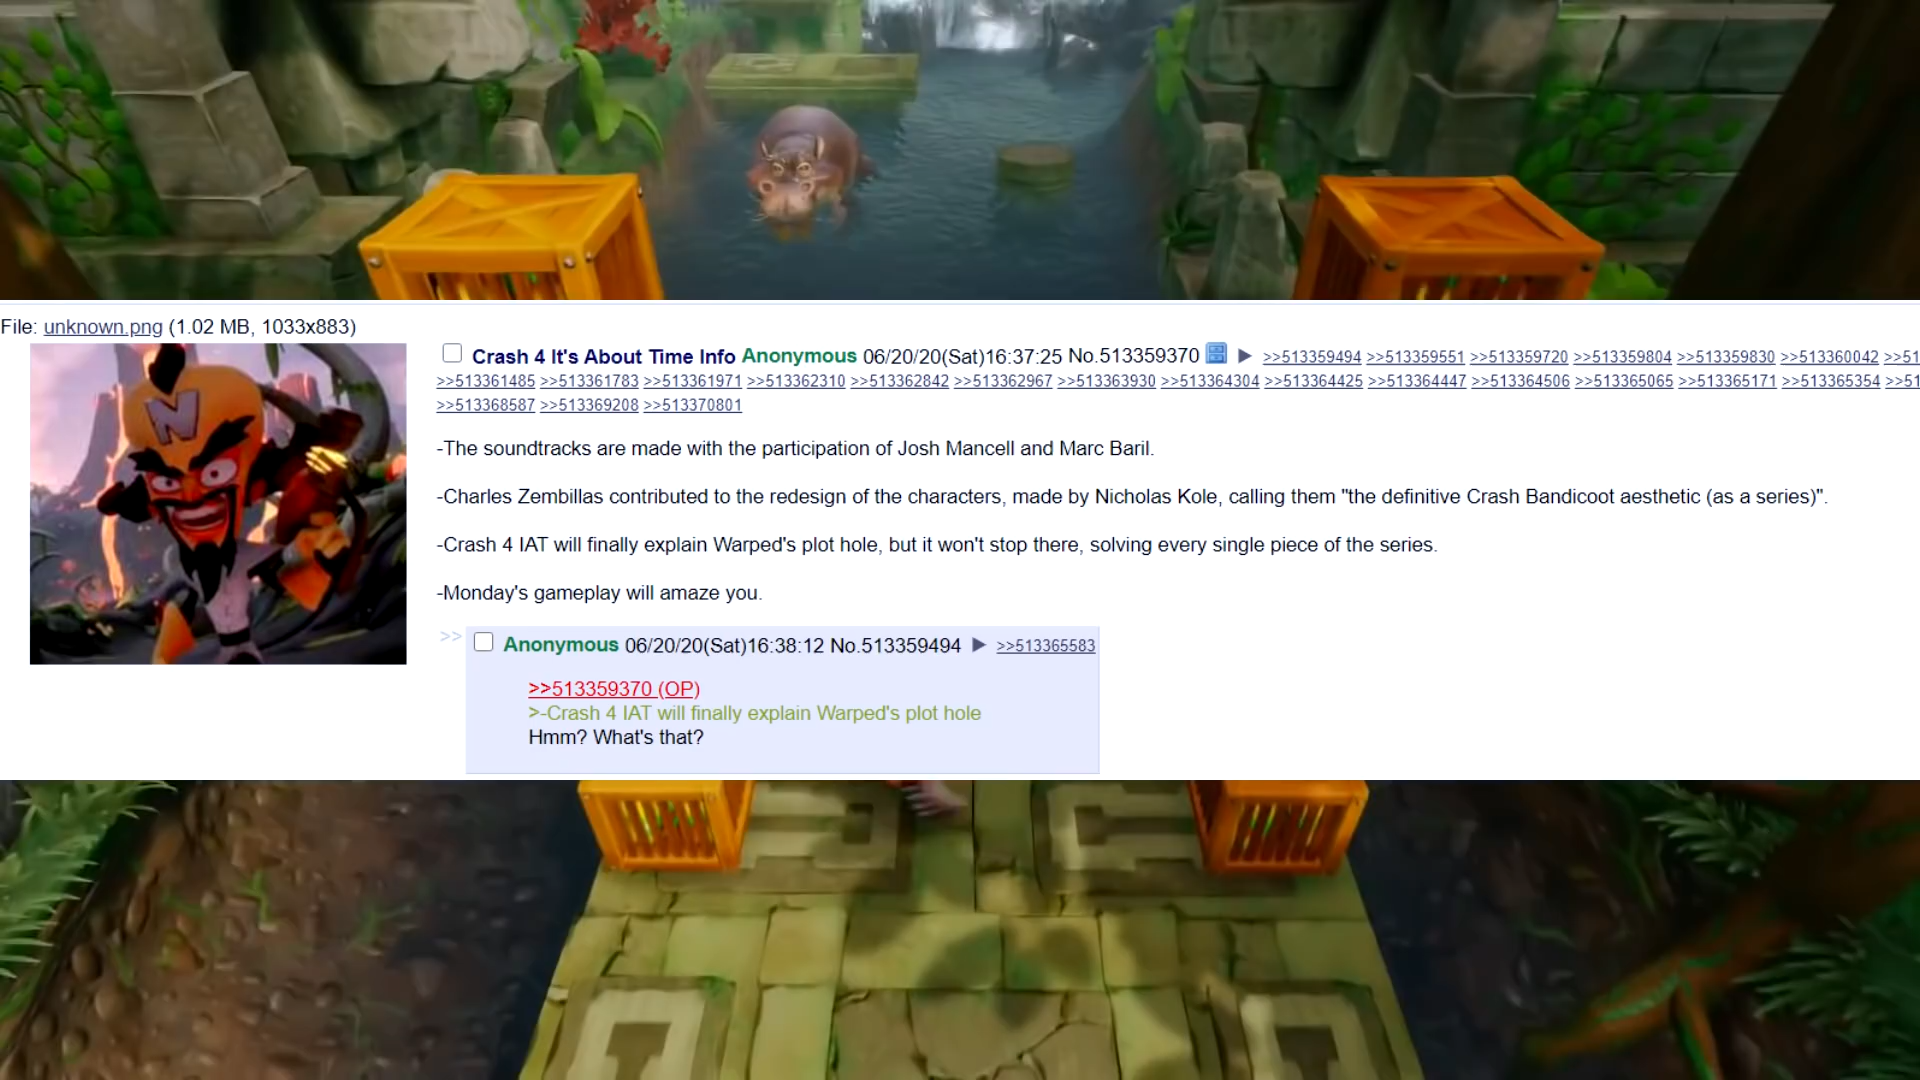 File: unknown.png (1.02 MB, 1033x883)
N
Crash 4 It's About Time Info Anonymous 06/20/20(Sat)16:37:25 No.513359370 ▶ >>513359494 >>513359551 >>513359720 >>513359804 >>513359830 >>513360042 >>51
>>513361485 >>513361783 >>513361971 >>513362310 >>513362842 >>513362967 >>513363930 >>513364304 >>513364425 >>513364447 >>513364506 >>513365065 >>513365171 >>513365354 >>51
>>513368587 >>513369208 >>513370801
-The soundtracks are made with the participation of Josh Mancell and Marc Baril.
-Charles Zembillas contributed to the redesign of the characters, made by Nicholas Kole, calling them "the definitive Crash Bandicoot aesthetic (as a series)".
-Crash 4 IAT will finally explain Warped's plot hole, but it won't stop there, solving every single piece of the series.
-Monday's gameplay will amaze you.
>> Anonymous 06/20/20(Sat)16:38:12 No.513359494 ▶ >>513365583
>>513359370 (OP)
>-Crash 4 IAT will finally explain Warped's plot hole
Hmm? What's that?